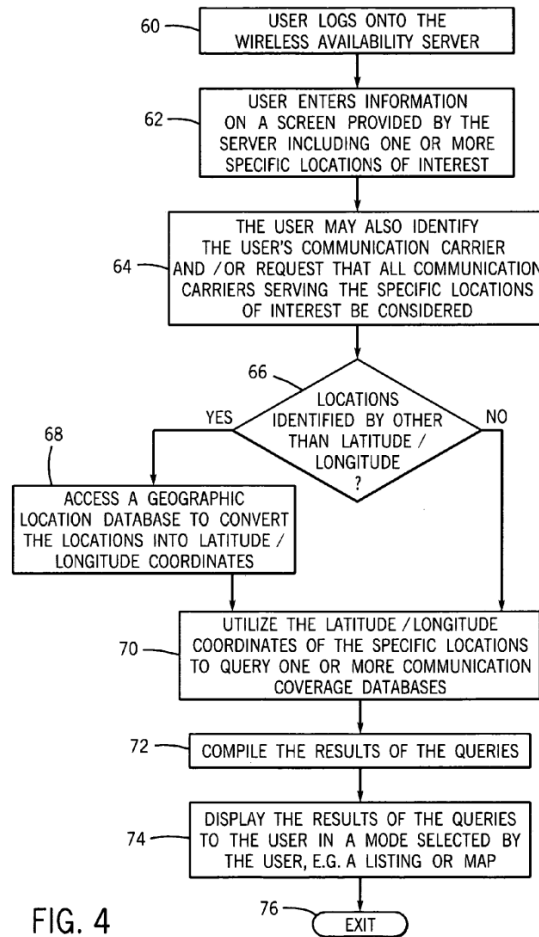 60
USER LOGS ONTO THE
WIRELESS AVAILABILITY SERVER
62
USER ENTERS INFORMATION
ON A SCREEN PROVIDED BY THE
SERVER INCLUDING ONE OR MORE
SPECIFIC LOCATIONS OF INTEREST
64
THE USER MAY ALSO IDENTIFY
THE USER'S COMMUNICATION CARRIER
AND / OR REQUEST THAT ALL COMMUNICATION
CARRIERS SERVING THE SPECIFIC LOCATIONS
OF INTEREST BE CONSIDERED
66
LOCATIONS
IDENTIFIED BY OTHER
THAN LATITUDE /
LONGITUDE
?
YES
NO
68
ACCESS A GEOGRAPHIC
LOCATION DATABASE TO CONVERT
THE LOCATIONS INTO LATITUDE /
LONGITUDE COORDINATES
70
UTILIZE THE LATITUDE / LONGITUDE
COORDINATES OF THE SPECIFIC LOCATIONS
TO QUERY ONE OR MORE COMMUNICATION
COVERAGE DATABASES
72
COMPILE THE RESULTS OF THE QUERIES
74
DISPLAY THE RESULTS OF THE QUERIES
TO THE USER IN A MODE SELECTED BY
THE USER, E.G. A LISTING OR MAP
76
EXIT
FIG. 4